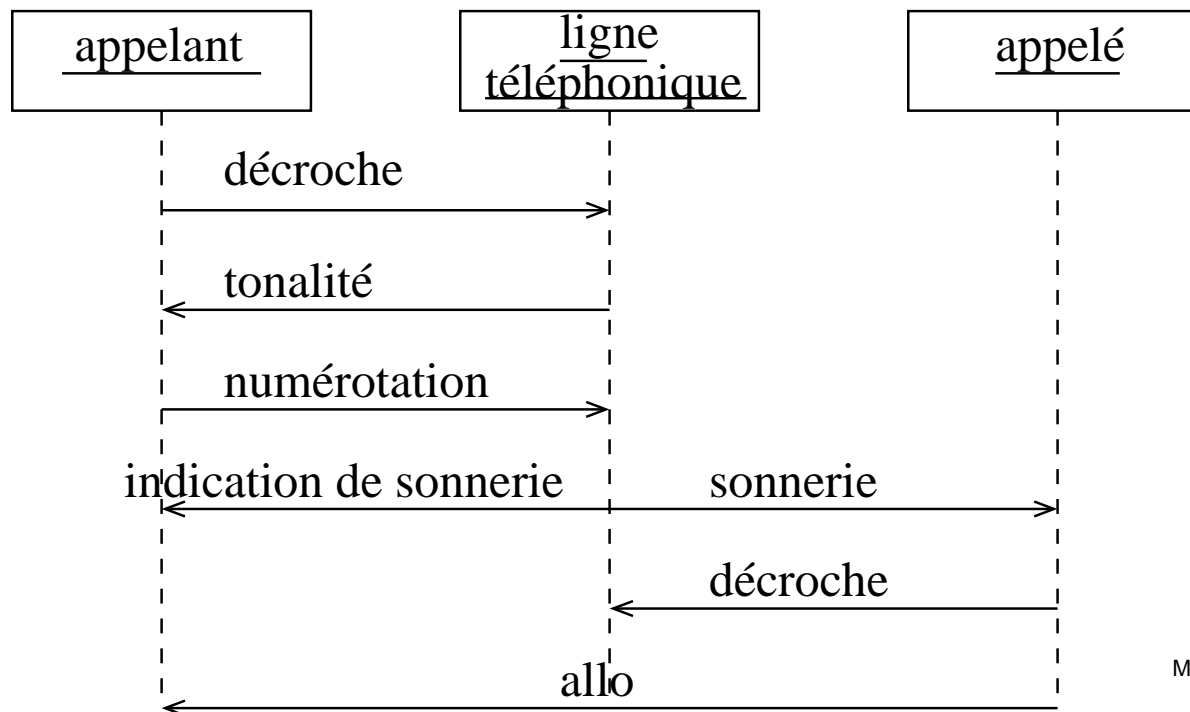 appelant
ligne
téléphonique
appelé
décroche
tonalité
numérotation
indication de sonnerie
sonnerie
décroche
allo
M